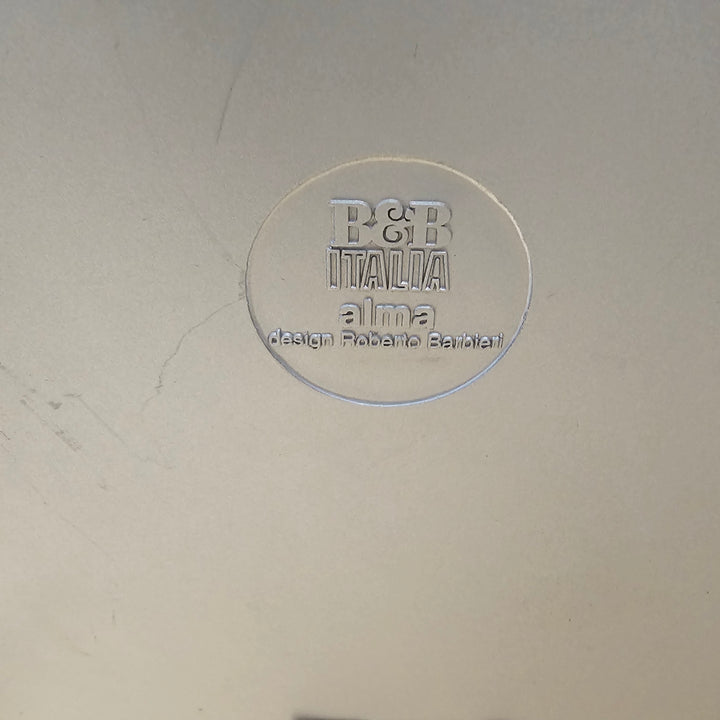 B&B
ITALIA
alma
design Roberto Barbieri